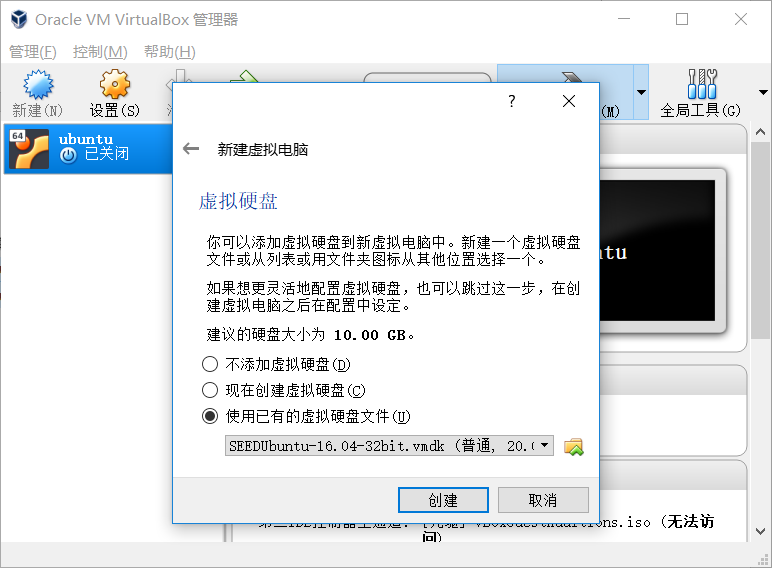 Oracle VM VirtualBox 管理器
管理(F) 控制(M) 帮助(H)
新建(N) 设置(S) (M) 全局工具(G)
64
ubuntu
已关闭
?
新建虚拟电脑
虚拟硬盘
你可以添加虚拟硬盘到新虚拟电脑中。新建一个虚拟硬盘
文件或从列表或用文件夹图标从其他位置选择一个。
如果想更灵活地配置虚拟硬盘，也可以跳过这一步，在创
建虚拟电脑之后在配置中设定。
建议的硬盘大小为 10.00 GB。
不添加虚拟硬盘(D)
现在创建虚拟硬盘(C)
使用已有的虚拟硬盘文件(U)
SEEDUbuntu-16.04-32bit.vmdk (普通, 20.
创建 取消
ntu
(无法访
问)